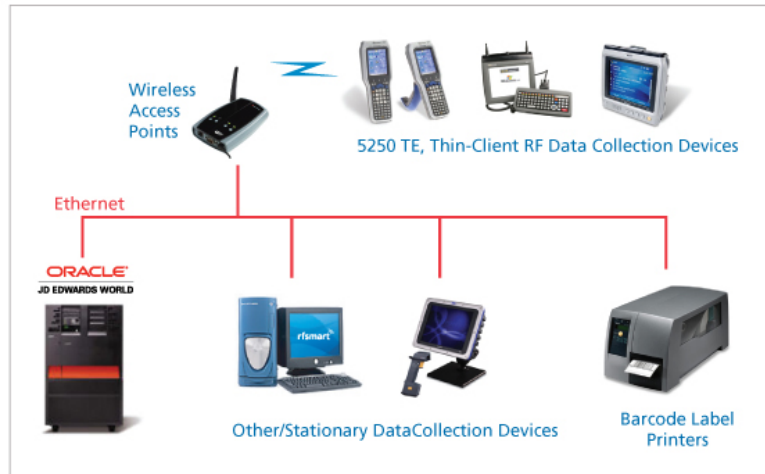 Wireless
Access
Points
5250 TE, Thin-Client RF Data Collection Devices
Ethernet
ORACLE®
JD EDWARDS WORLD
rfsmart
Other/Stationary DataCollection Devices
Barcode Label
Printers